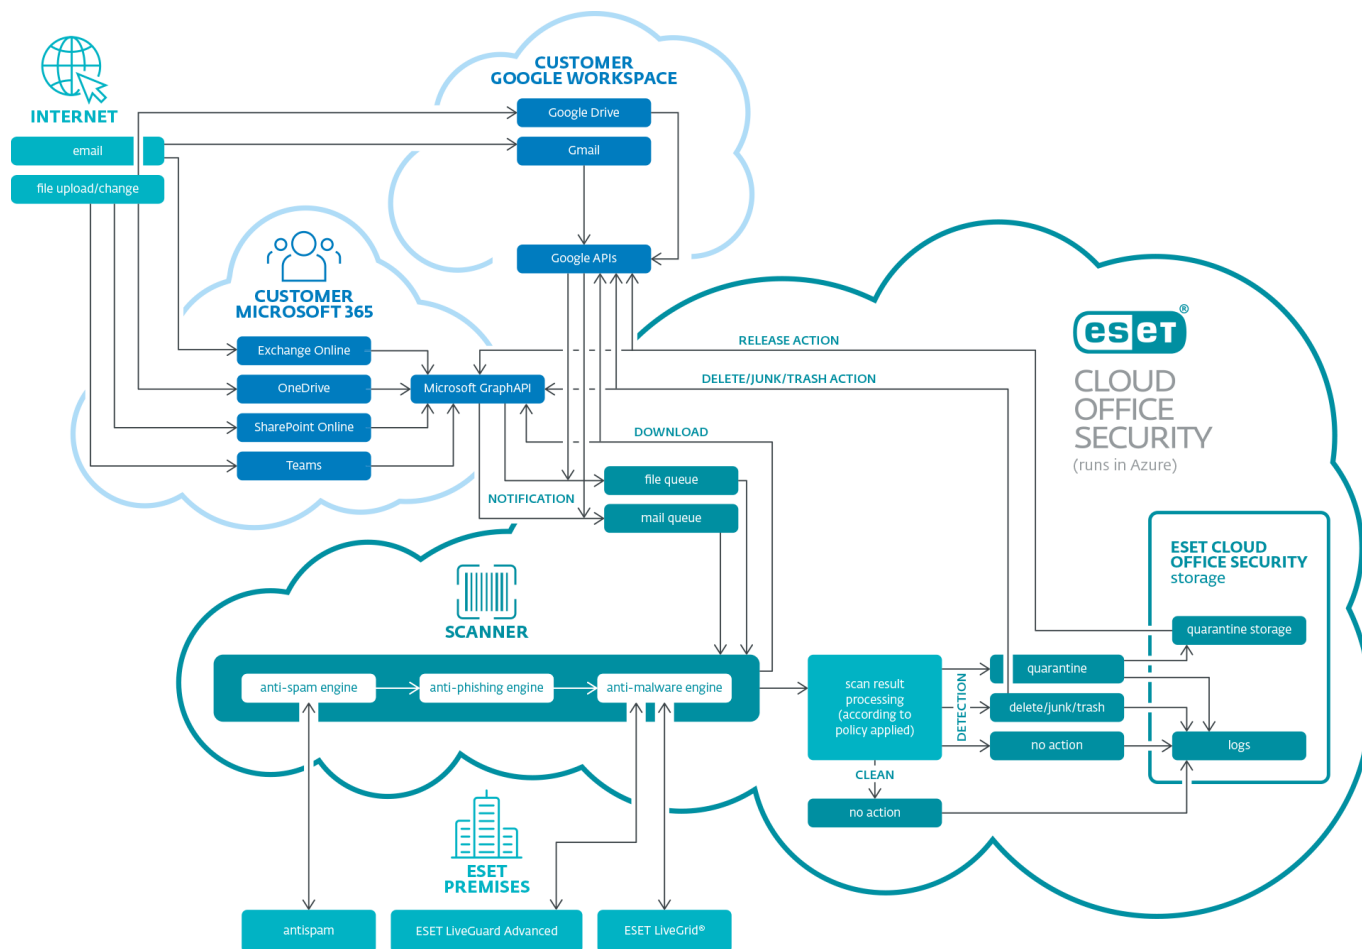 INTERNET
email
file upload/change
CUSTOMER
GOOGLE WORKSPACE
Google Drive
Gmail
Google APIs
CUSTOMER
MICROSOFT 365
Exchange Online
OneDrive
SharePoint Online
Teams
Microsoft GraphAPI
RELEASE ACTION
DELETE/JUNK/TRASH ACTION
DOWNLOAD
NOTIFICATION
file queue
mail queue
eset®
CLOUD
OFFICE
SECURITY
(runs in Azure)
ESET CLOUD
OFFICE SECURITY
storage
quarantine storage
logs
SCANNER
anti-spam engine
anti-phishing engine
anti-malware engine
scan result
processing
(according to
policy applied)
DETECTION
quarantine
delete/junk/trash
no action
CLEAN
no action
ESET
PREMISES
antispam
ESET LiveGuard Advanced
ESET LiveGrid®